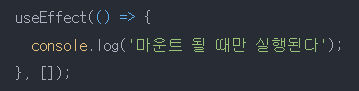 useEffect(() => {
  console.log('마운트 될 때만 실행된다');
}, []);